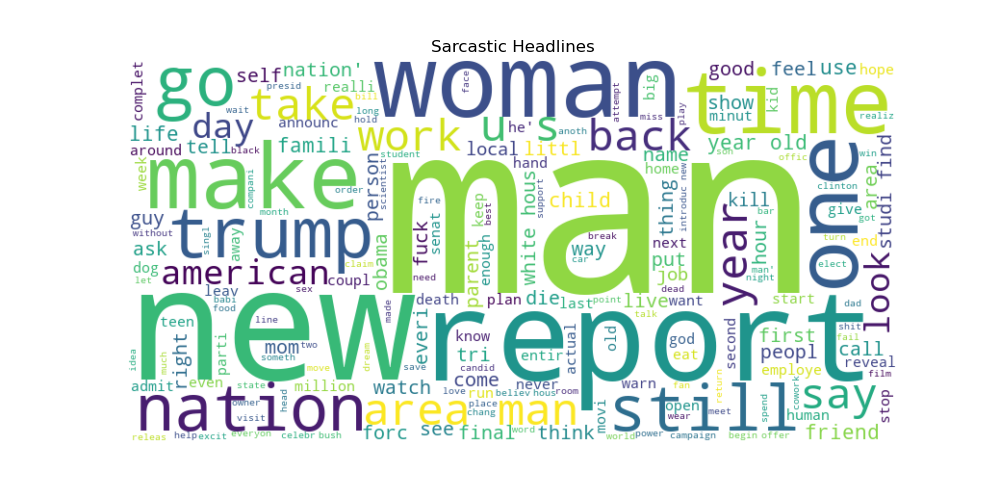 Sarcastic Headlines
complet
go
self
nation'
realli
presid
wait
take
bill
long
hold
woman
face
attempt
miss
big
play
good
feel
use
hope
time
show
minut
kid
realiz
life
day
announc
work
u
s
he'
anoth
back
around
tell
black
famili
student
local
littl
hand
name
home
year old
son
offic
win
week
make
compani
order
month
person
scientist
man
fire
keep
best
support
child
thing
introduc new
kill
bar
clinton
give
got
area
studi
find
look
one
guy
without
singl
trump
ask
away
obama
fuck
senat
parent
enough
white hous
break
way
car
next
put
job
dead
year
hour
man'
night
turn
elect
end
dog
let
american
claim
coupl
need
leav
babi
food
sex
made
new
death
plan
die
last
point
live
talk
want
start
dad
teen
line
report
god
eat
second
first
peopl
shit
fail
call
idea
right
parti
mom
someth
two
dream
save
everi
know
tri
candid
entir
actual
old
employe
reveal
film
much
admit
even
state
million
move
watch
come
run
love
never
believ
hous
room
warn
fan
return
cowork
stop
nation
owner
visit
head
area man
place
chang
word
movi
still
wear
open
meet
spend
human
say
releas
help
excit
everyon
celebr
bush
forc
see
final
think
world
power
campaign
begin
offer
friend